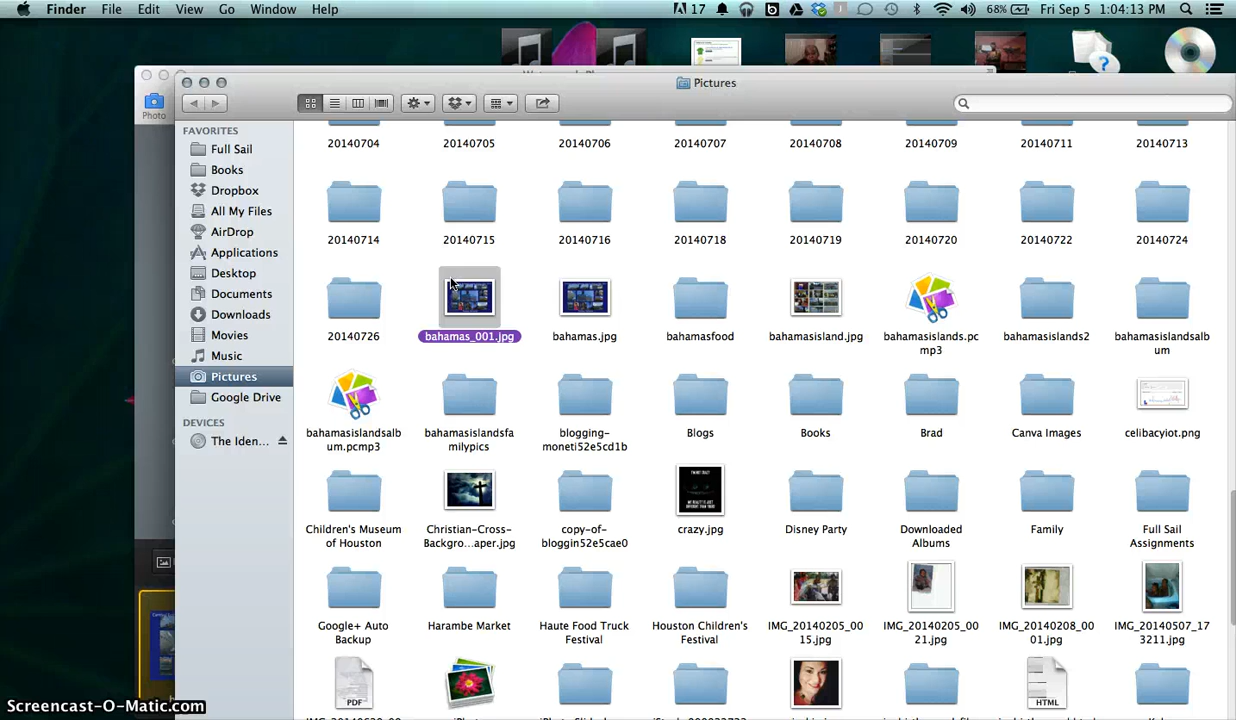 Finder File Edit View Go Window Help 17 68% Fri Sep 5 1:04:13 PM
Pictures
Photo
FAVORITES
Full Sail
Books
Dropbox
All My Files
AirDrop
Applications
Desktop
Documents
Downloads
Movies
Music
Pictures
Google Drive
DEVICES
The Iden...
20140704 20140705 20140706 20140707 20140708 20140709 20140711 20140713
20140714 20140715 20140716 20140718 20140719 20140720 20140722 20140724
20140726 bahamas_001.jpg bahamas.jpg bahamasfood bahamasisland.jpg bahamasislands.pc bahamasislands2 bahamasislandsalb
mp3 um
bahamasislandsalb bahamasislandsfa blogging- Blogs Books Brad Canva Images celibacyiot.png
um.pcmp3 milypics moneti52e5cd1b
Children's Museum Christian-Cross- copy-of- crazy.jpg Disney Party Downloaded Family Full Sail
of Houston Backgro...aper.jpg bloggin52e5cae0 Albums Assignments
Google+ Auto Harambe Market Haute Food Truck Houston Children's IMG_20140205_00 IMG_20140205_00 IMG_20140208_00 IMG_20140507_17
Backup Festival Festival 15.jpg 21.jpg 01.jpg 3211.jpg
PDF HTML
Screencast-O-Matic.com